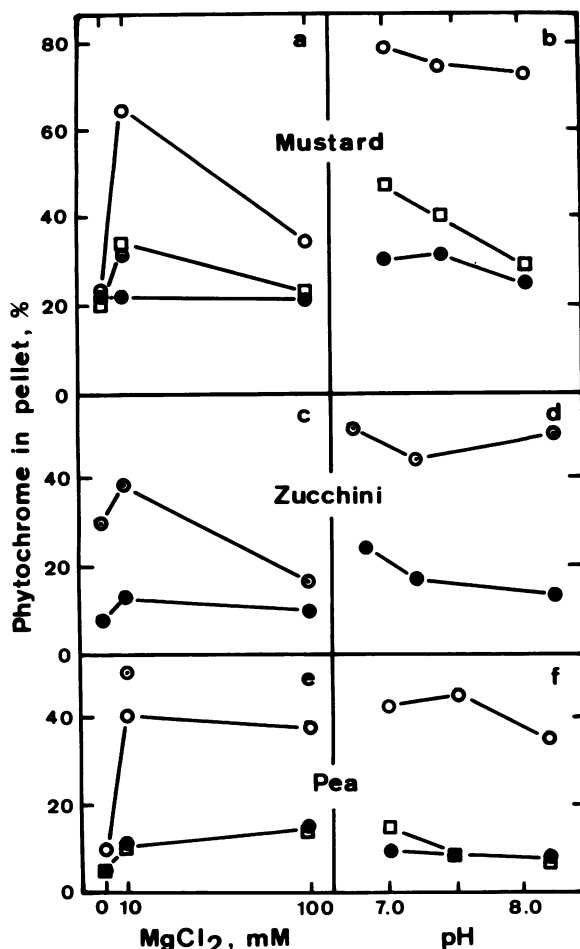 80
60
40
20
0
a
b
Mustard
40
20
0
c
d
Zucchini
40
20
0
e
f
Pea
Phytochrome in pellet, %
0 10 100
7.0 8.0
MgCl₂, mM
pH